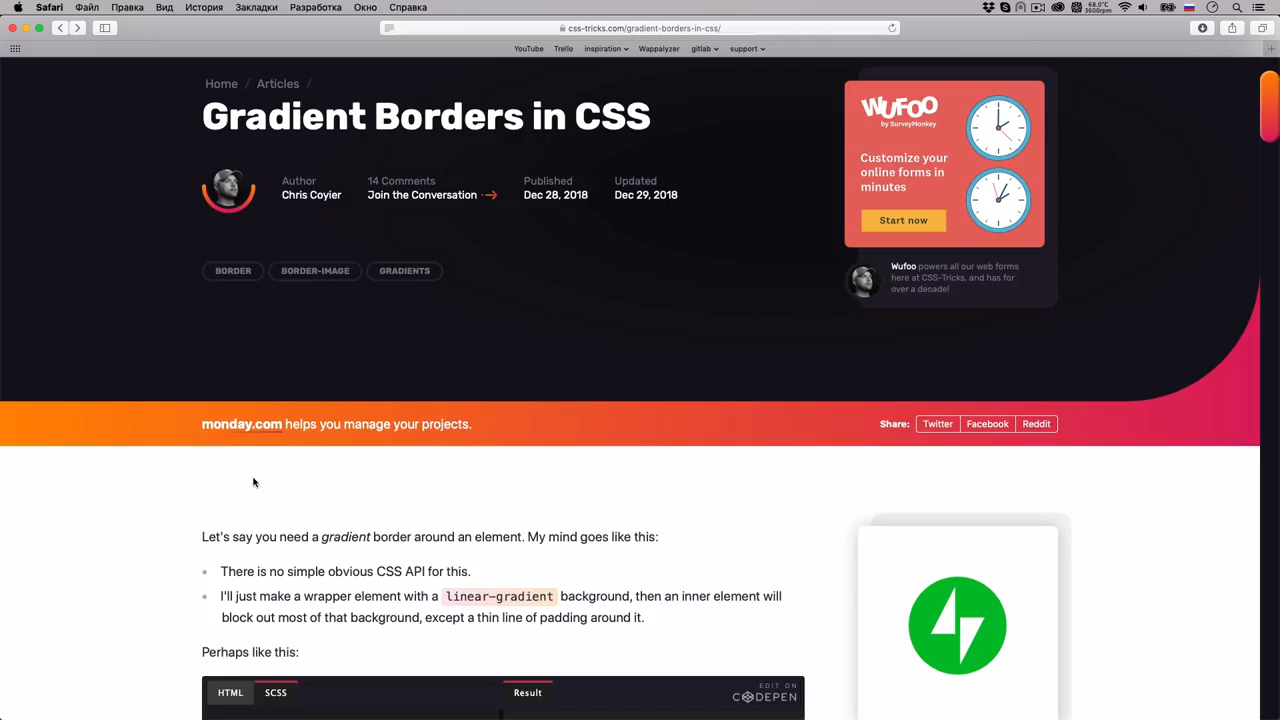 Safari Файл Правка Вид История Закладки Разработка Окно Справка
68.0°C
3600rpm
css-tricks.com/gradient-borders-in-css/
YouTube Trello inspiration Wappalyzer gitlab support
Home / Articles /
Gradient Borders in CSS
Author
Chris Coyier
14 Comments
Join the Conversation
Published
Dec 28, 2018
Updated
Dec 29, 2018
BORDER BORDER-IMAGE GRADIENTS
WUFOO
by SurveyMonkey
Customize your
online forms in
minutes
Start now
Wufoo powers all our web forms
here at CSS-Tricks, and has for
over a decade!
monday.com helps you manage your projects.
Share: Twitter Facebook Reddit
Let's say you need a gradient border around an element. My mind goes like this:
There is no simple obvious CSS API for this.
I'll just make a wrapper element with a linear-gradient background, then an inner element will
block out most of that background, except a thin line of padding around it.
Perhaps like this:
HTML SCSS Result
EDIT ON
CODEPEN